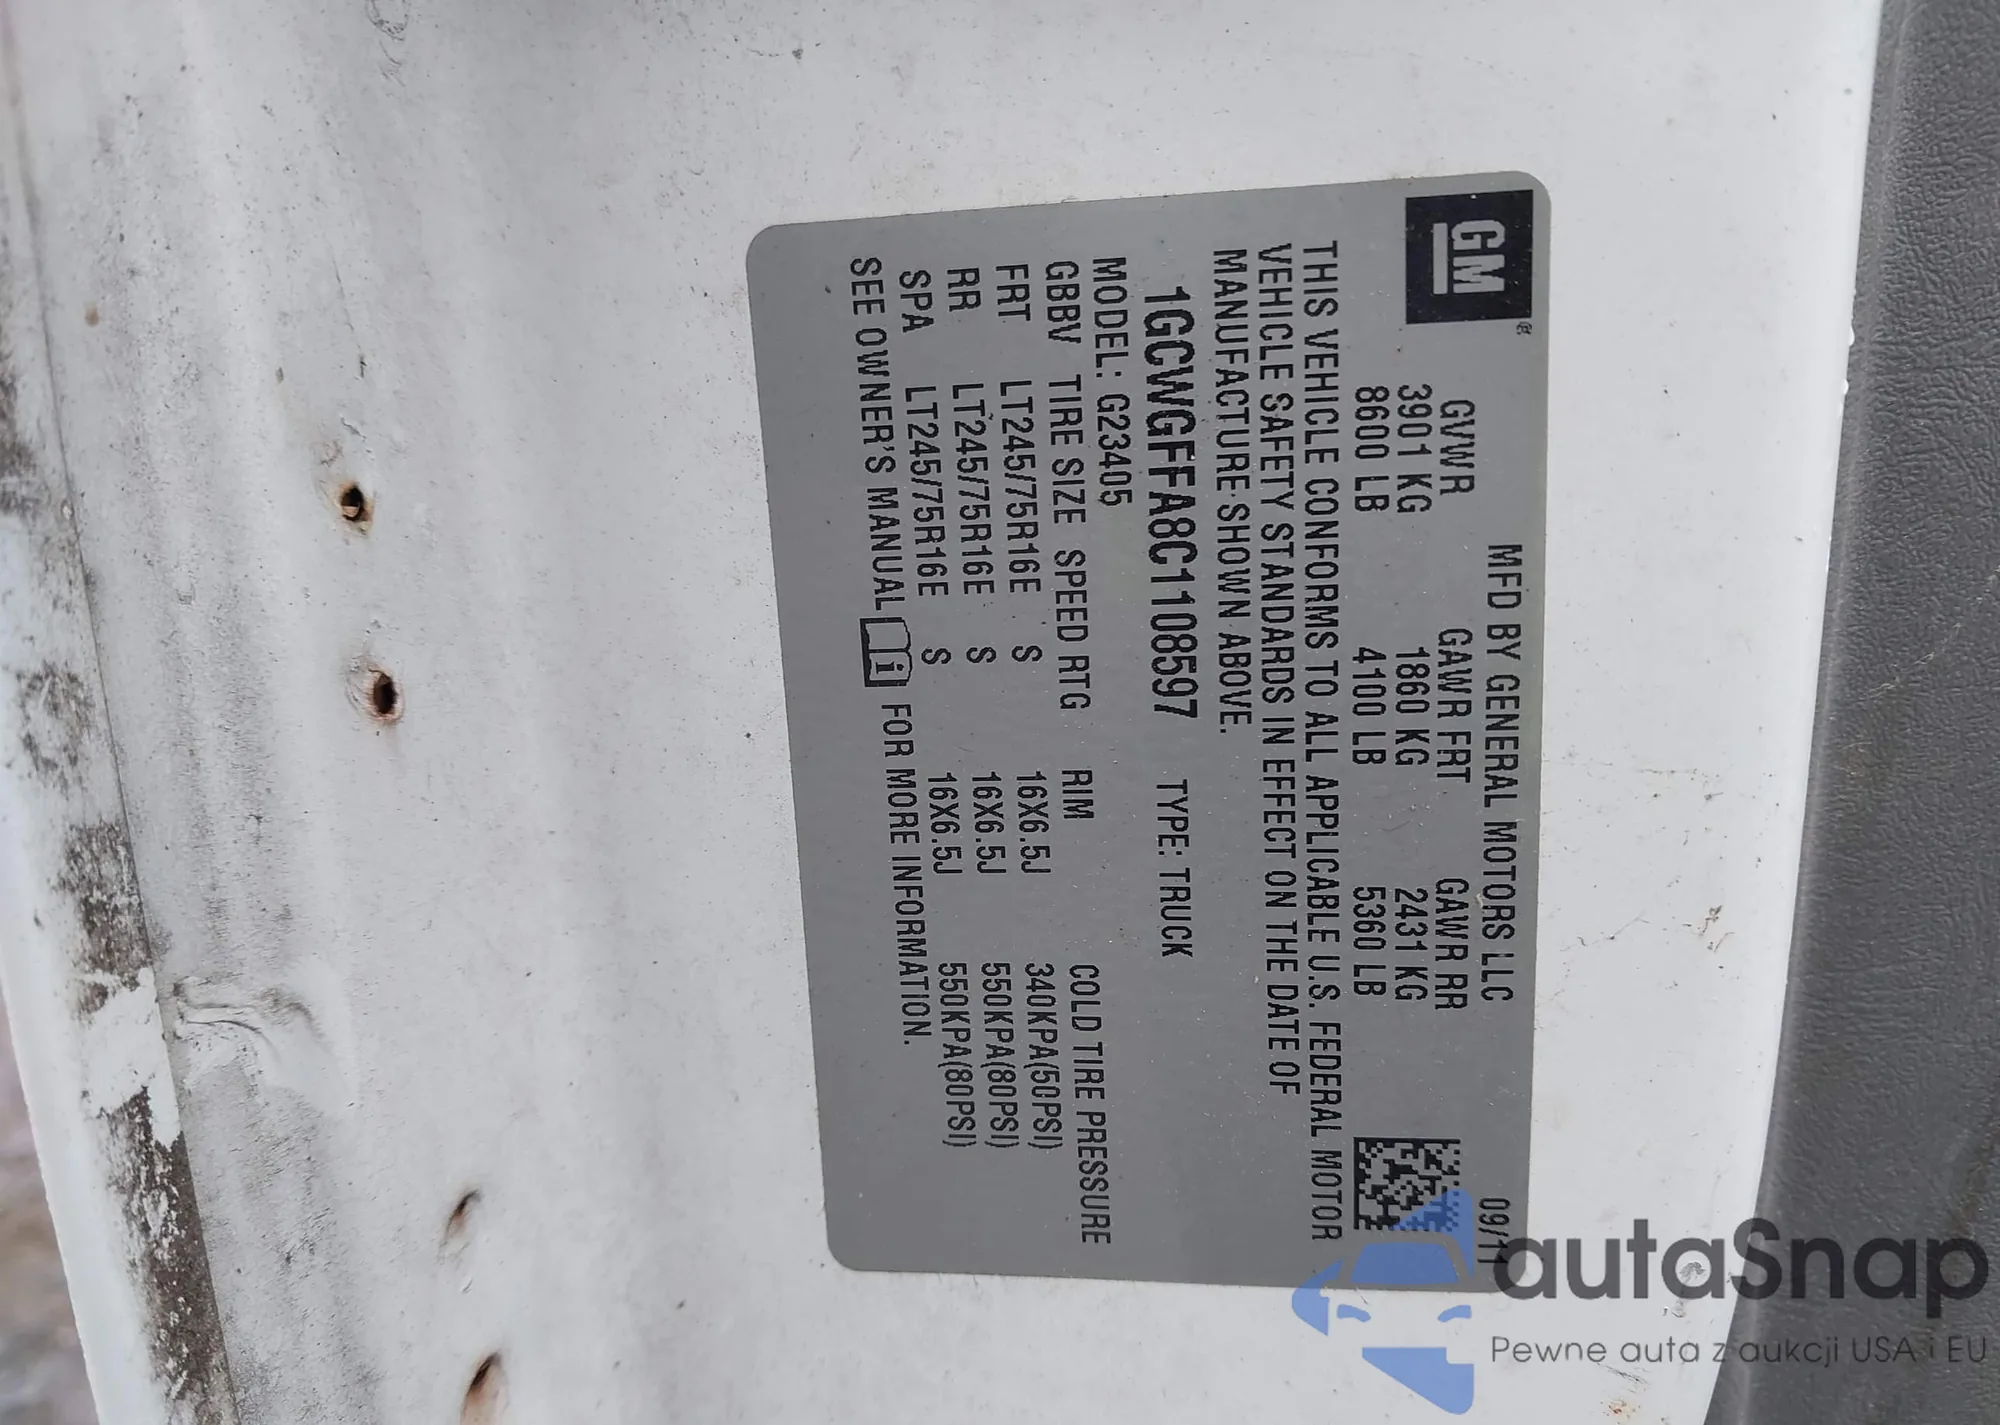 GM®
MFD BY GENERAL MOTORS LLC 09/11
GVWR GAWR FRT GAWR RR
3901 KG 1860 KG 2431 KG
8600 LB 4100 LB 5360 LB
THIS VEHICLE CONFORMS TO ALL APPLICABLE U.S. FEDERAL MOTOR
VEHICLE SAFETY STANDARDS IN EFFECT ON THE DATE OF
MANUFACTURE SHOWN ABOVE.
1GCWGFFA8C1108597 TYPE: TRUCK
MODEL: G23405
GBBV TIRE SIZE SPEED RTG RIM COLD TIRE PRESSURE
FRT LT245/75R16E S 16X6.5J 340KPA(50PSI)
RR LT245/75R16E S 16X6.5J 550KPA(80PSI)
SPA LT245/75R16E S 16X6.5J 550KPA(80PSI)
SEE OWNER'S MANUAL i FOR MORE INFORMATION.
autaSnap
Pewne auta z aukcji USA i EU